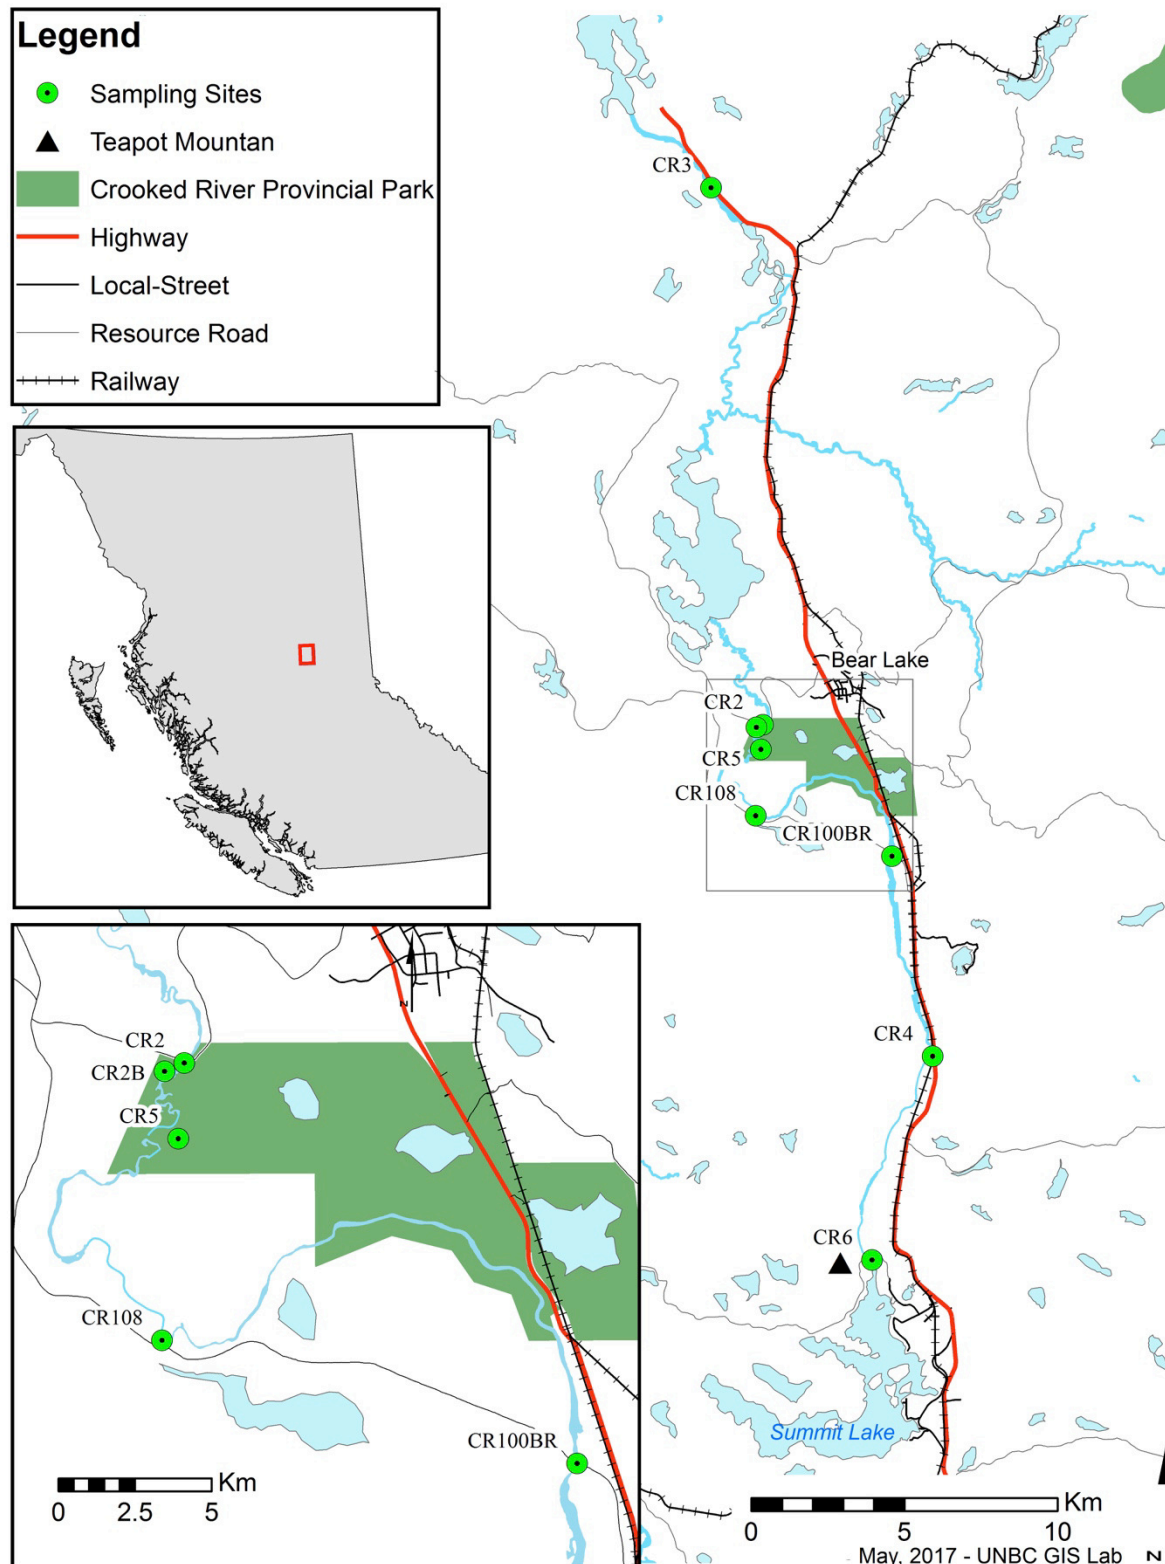 Legend
Sampling Sites
Teapot Mountan
Crooked River Provincial Park
Highway
Local-Street
Resource Road
Railway
CR3
Bear Lake
CR2
CR5
CR108
CR100BR
CR4
CR6
Summit Lake
Km
0 5 10
May, 2017 - UNBC GIS Lab
N
N
CR2
CR2B
CR5
CR108
CR100BR
Km
0 2.5 5